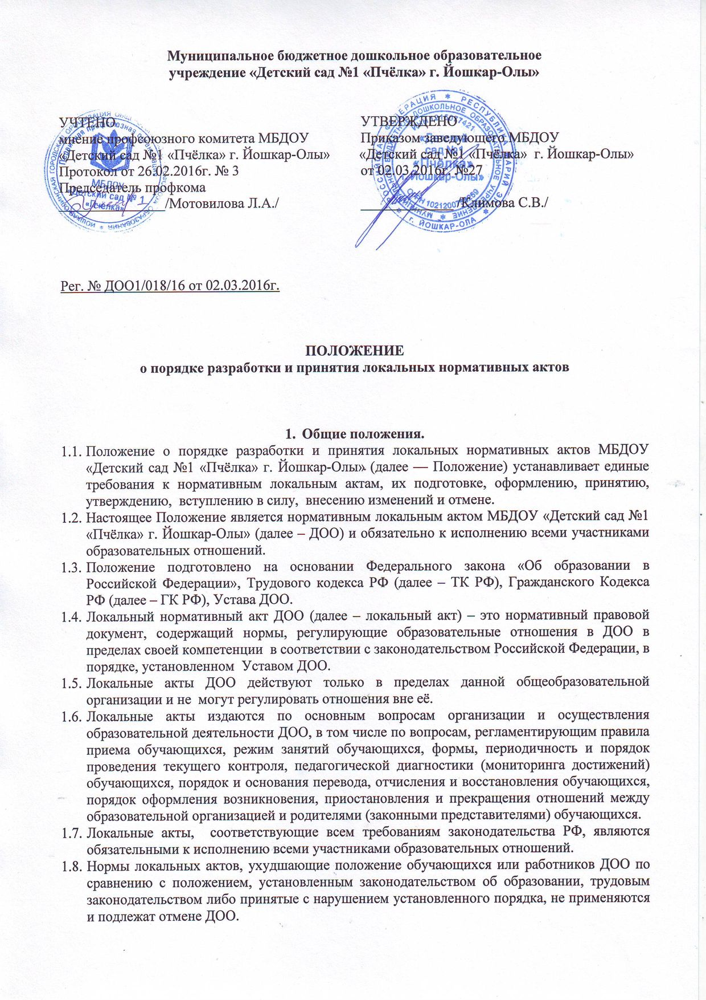 Муниципальное бюджетное дошкольное образовательное
учреждение «Детский сад №1 «Пчёлка» г. Йошкар-Олы»
УЧТЕНО
мнение профсоюзного комитета МБДОУ
«Детский сад №1 «Пчёлка» г. Йошкар-Олы»
Протокол от 26.02.2016г. № 3
Председатель профкома
/Мотовилова Л.А./
МБДОУ
«Детский сад № 1
«Пчёлка»
УТВЕРЖДЕНО
Приказом заведующего МБДОУ
«Детский сад №1 «Пчёлка» г. Йошкар-Олы»
от 02.03.2016г. №27
/Климова С.В./
сад №1
«Пчёлка»
г. Йошкар-Олы»
г. ЙОШКАР-ОЛА
Рег. № ДОО1/018/16 от 02.03.2016г.
ПОЛОЖЕНИЕ
о порядке разработки и принятия локальных нормативных актов
1. Общие положения.
1.1. Положение о порядке разработки и принятия локальных нормативных актов МБДОУ
«Детский сад №1 «Пчёлка» г. Йошкар-Олы» (далее — Положение) устанавливает единые
требования к нормативным локальным актам, их подготовке, оформлению, принятию,
утверждению, вступлению в силу, внесению изменений и отмене.
1.2. Настоящее Положение является нормативным локальным актом МБДОУ «Детский сад №1
«Пчёлка» г. Йошкар-Олы» (далее – ДОО) и обязательно к исполнению всеми участниками
образовательных отношений.
1.3. Положение подготовлено на основании Федерального закона «Об образовании в
Российской Федерации», Трудового кодекса РФ (далее – ТК РФ), Гражданского Кодекса
РФ (далее – ГК РФ), Устава ДОО.
1.4. Локальный нормативный акт ДОО (далее – локальный акт) – это нормативный правовой
документ, содержащий нормы, регулирующие образовательные отношения в ДОО в
пределах своей компетенции в соответствии с законодательством Российской Федерации, в
порядке, установленном Уставом ДОО.
1.5. Локальные акты ДОО действуют только в пределах данной общеобразовательной
организации и не могут регулировать отношения вне её.
1.6. Локальные акты издаются по основным вопросам организации и осуществления
образовательной деятельности ДОО, в том числе по вопросам, регламентирующим правила
приема обучающихся, режим занятий обучающихся, формы, периодичность и порядок
проведения текущего контроля, педагогической диагностики (мониторинга достижений)
обучающихся, порядок и основания перевода, отчисления и восстановления обучающихся,
порядок оформления возникновения, приостановления и прекращения отношений между
образовательной организацией и родителями (законными представителями) обучающихся.
1.7. Локальные акты, соответствующие всем требованиям законодательства РФ, являются
обязательными к исполнению всеми участниками образовательных отношений.
1.8. Нормы локальных актов, ухудшающие положение обучающихся или работников ДОО по
сравнению с положением, установленным законодательством об образовании, трудовым
законодательством либо принятые с нарушением установленного порядка, не применяются
и подлежат отмене ДОО.